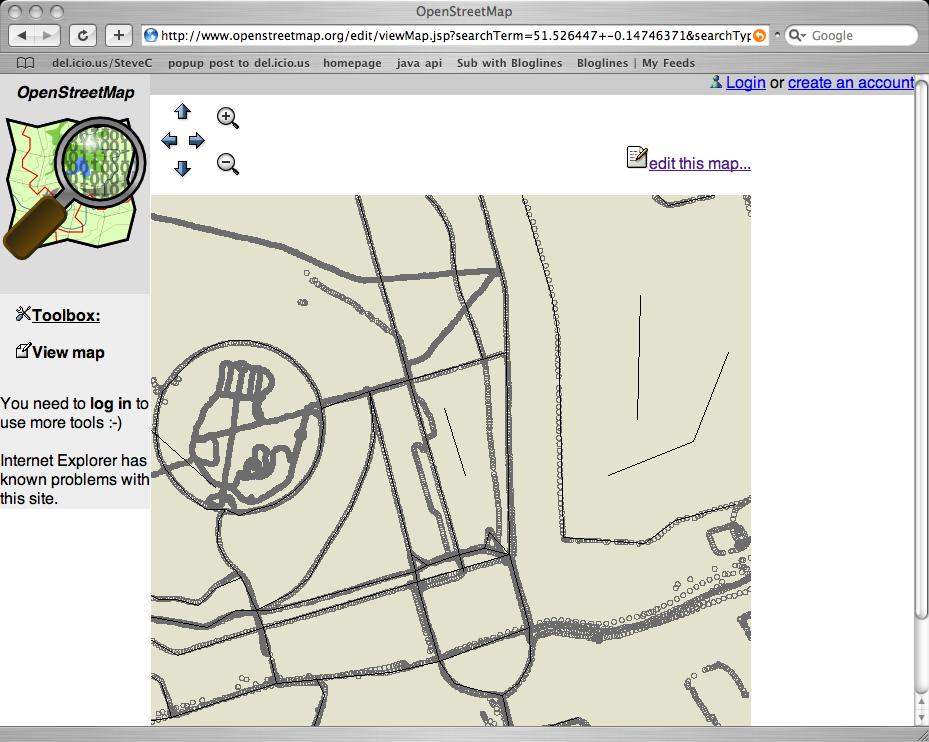 OpenStreetMap
http://www.openstreetmap.org/edit/viewMap.jsp?searchTerm=51.526447+-0.14746371&searchTyp
Google
del.icio.us/SteveC popup post to del.icio.us homepage java api Sub with Bloglines Bloglines | My Feeds
OpenStreetMap
Login or create an account
edit this map...
Toolbox:
View map
You need to log in to
use more tools :-)
Internet Explorer has
known problems with
this site.